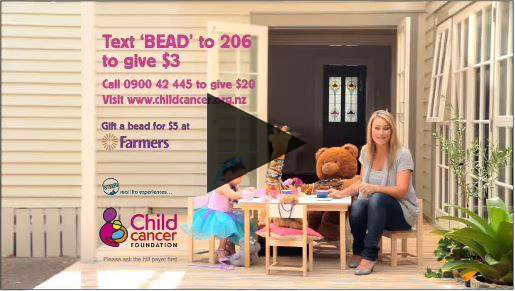 Text ‘BEAD’ to 206
to give $3
Call 0900 42 445 to give $20
Visit www.childcancer.org.nz
Gift a bead for $5 at
Farmers
real life experiences...
Child
cancer
FOUNDATION
Please ask the bill payer first